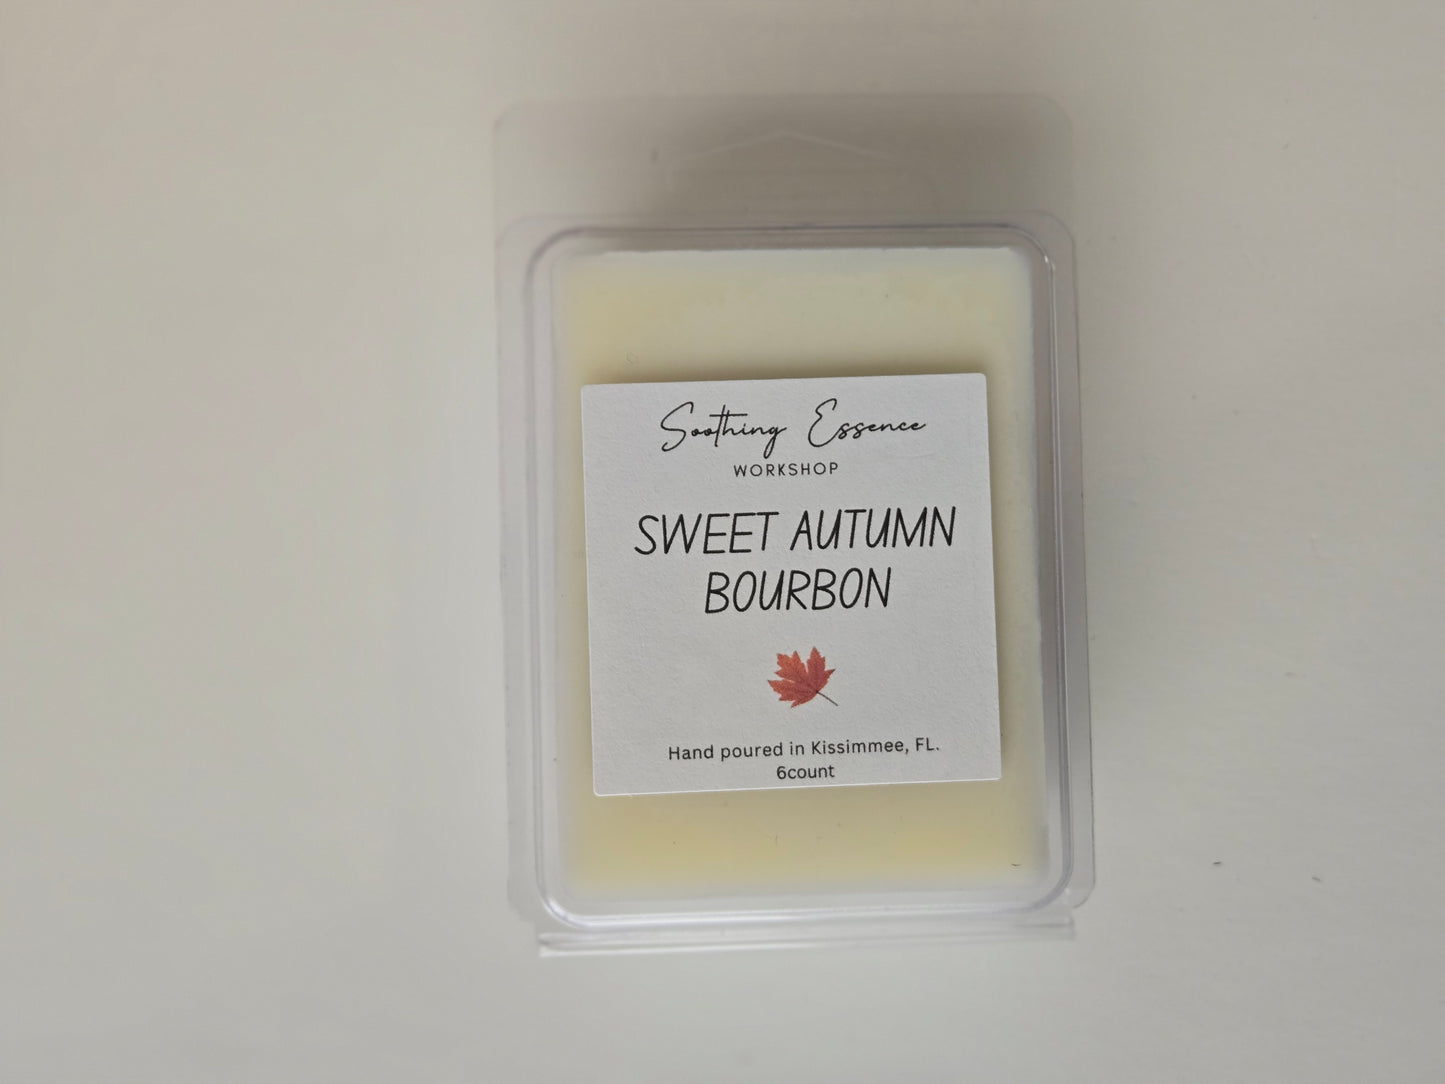 Soothing Essence
WORKSHOP
SWEET AUTUMN
BOURBON
Hand poured in Kissimmee, FL.
6count